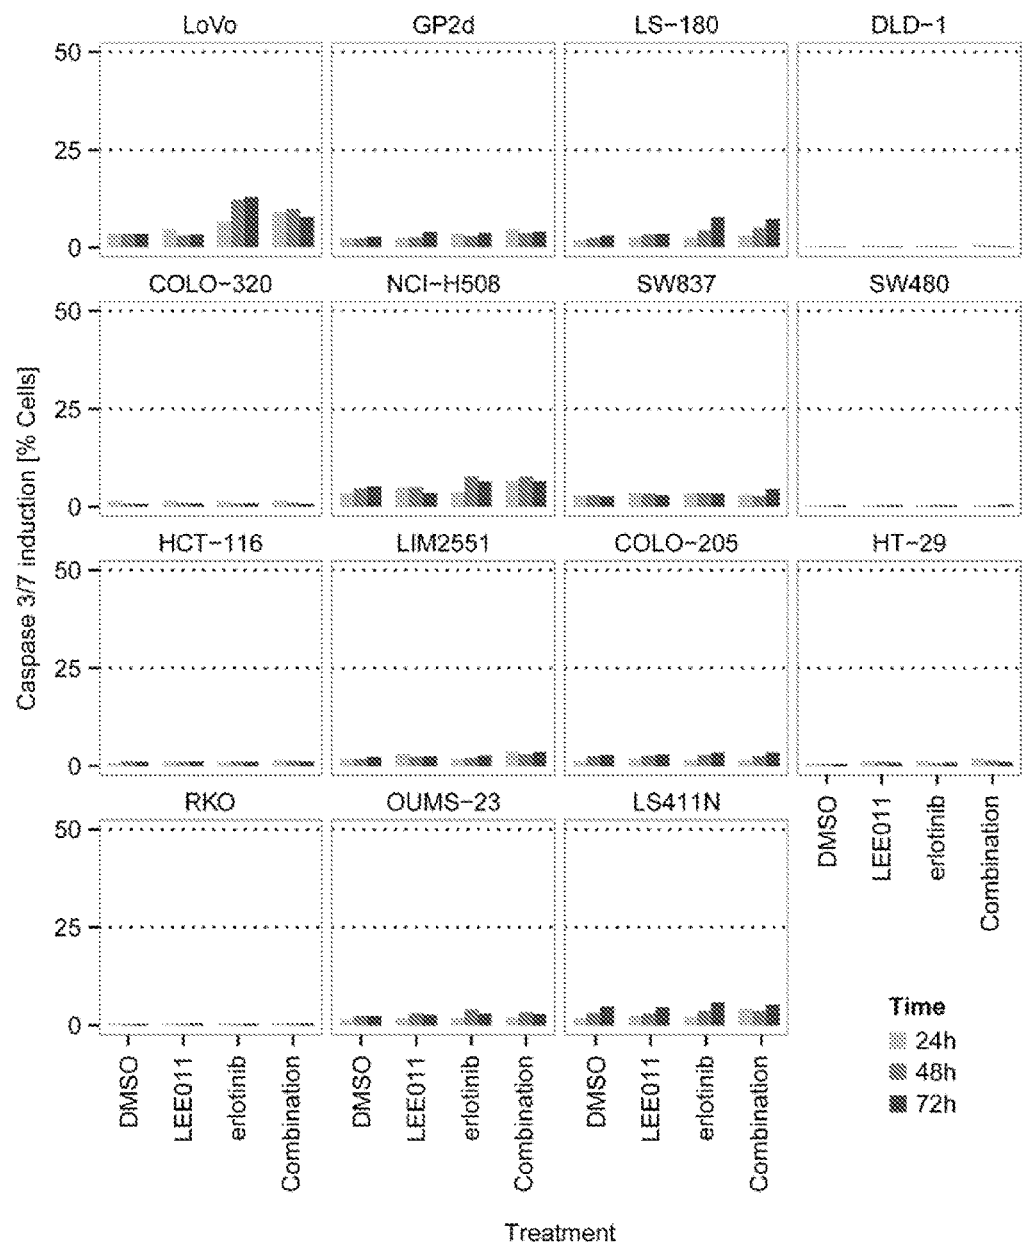 LoVo GP2d LS-180 DLD-1
50
25
0
COLO-320 NCI-H508 SW837 SW480
50
25
0
Caspase 3/7 induction [% Cells]
HCT-116 LIM2551 COLO-205 HT-29
50
25
0
RKO OUMS-23 LS411N
50
25
0
DMSO LEE011 erlotinib Combination
DMSO LEE011 erlotinib Combination
DMSO LEE011 erlotinib Combination
DMSO LEE011 erlotinib Combination
Time
24h
48h
72h
Treatment